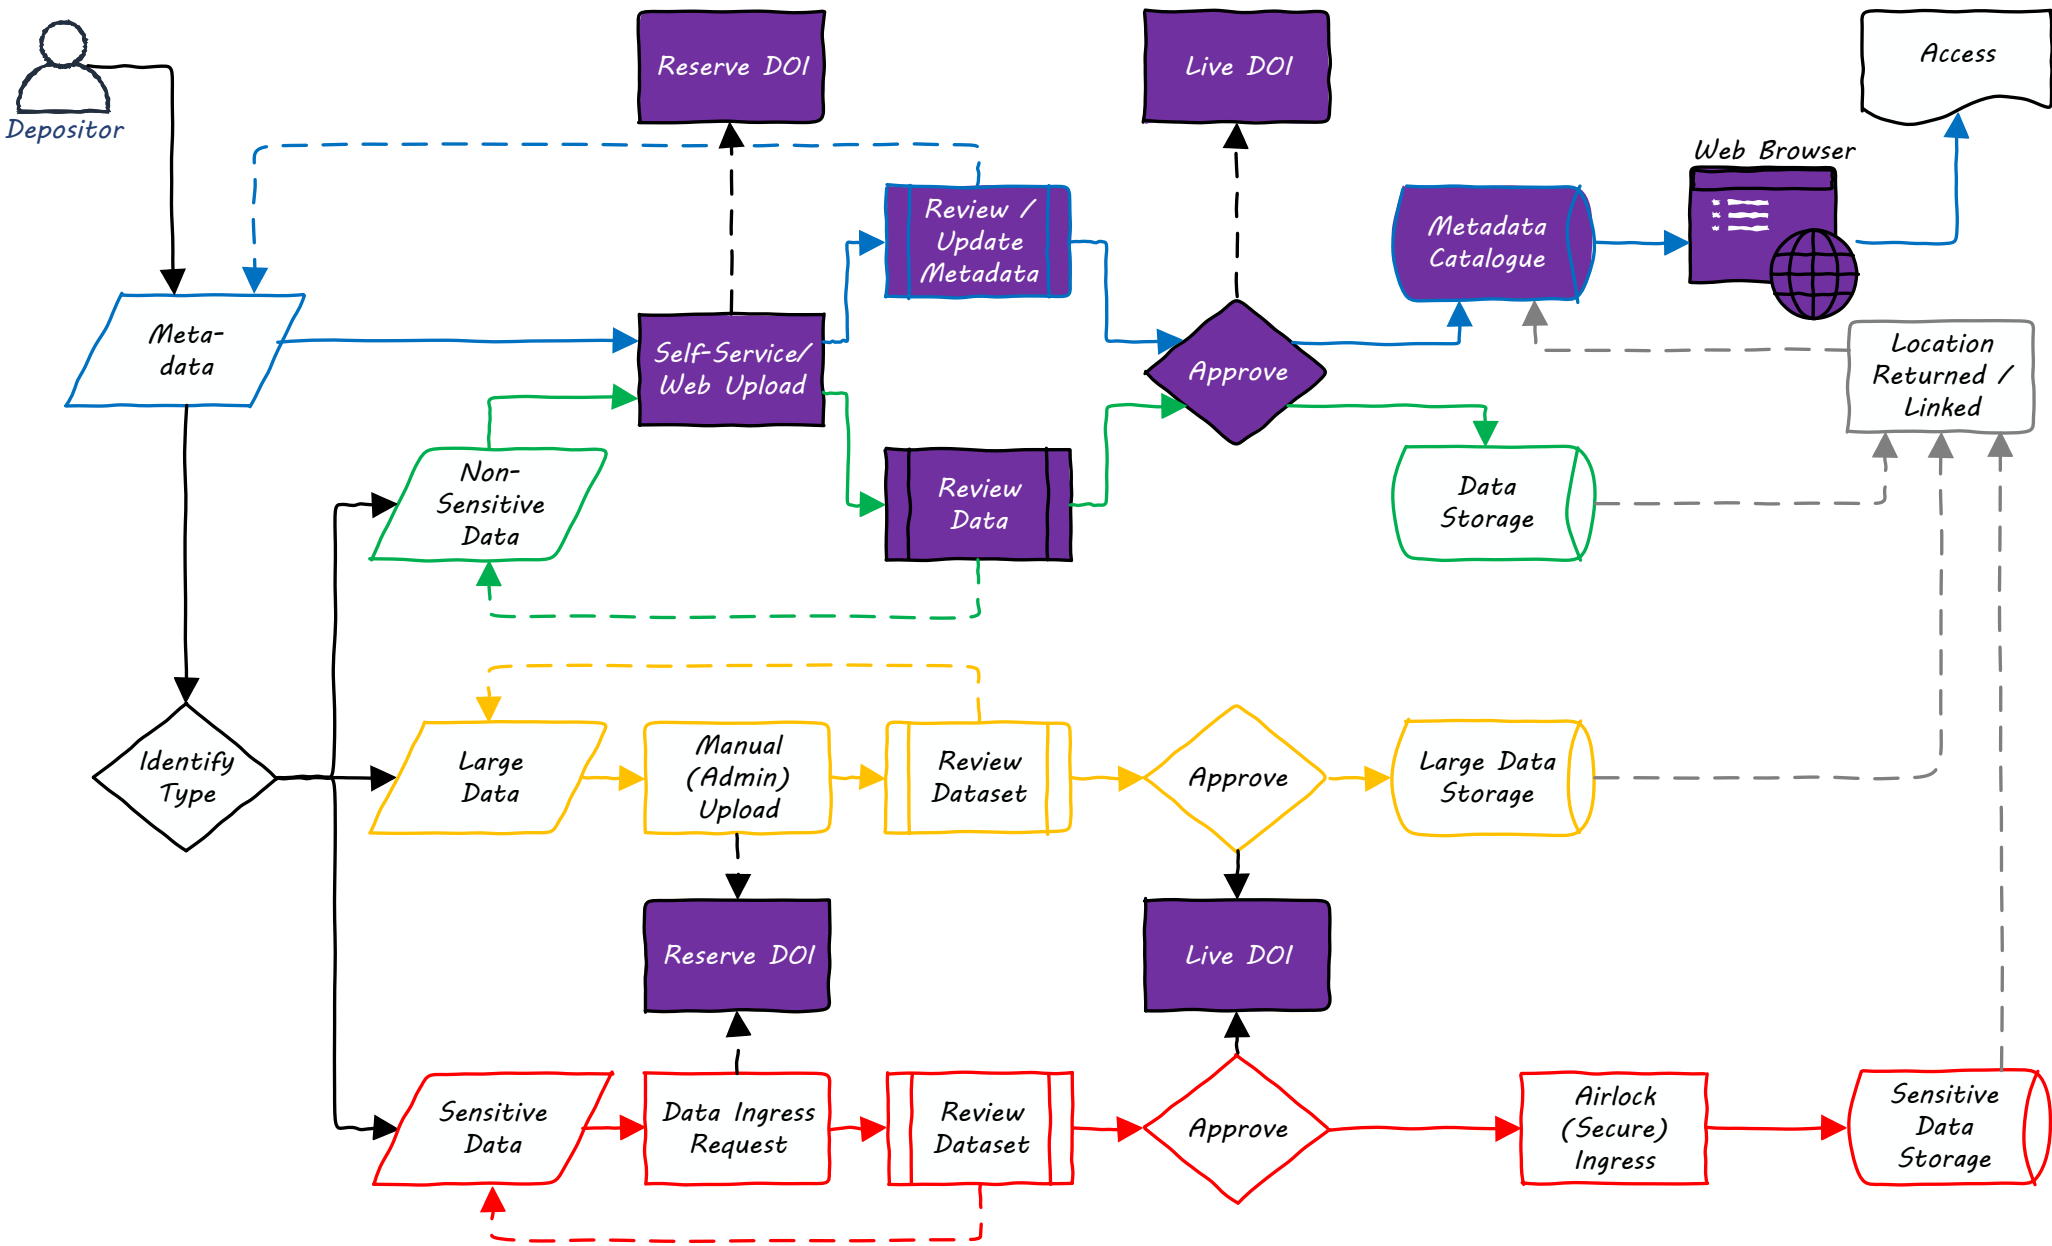 Reserve DOI
Live DOI
Access
Depositor
Web Browser
Review /
Update
Metadata
Metadata
Catalogue
Meta-
data
Self-Service/
Web Upload
Approve
Location
Returned /
Linked
Non-
Sensitive
Data
Review
Data
Data
Storage
Identify
Type
Large
Data
Manual
(Admin)
Upload
Review
Dataset
Approve
Large Data
Storage
Reserve DOI
Live DOI
Sensitive
Data
Data Ingress
Request
Review
Dataset
Approve
Airlock
(Secure)
Ingress
Sensitive
Data
Storage